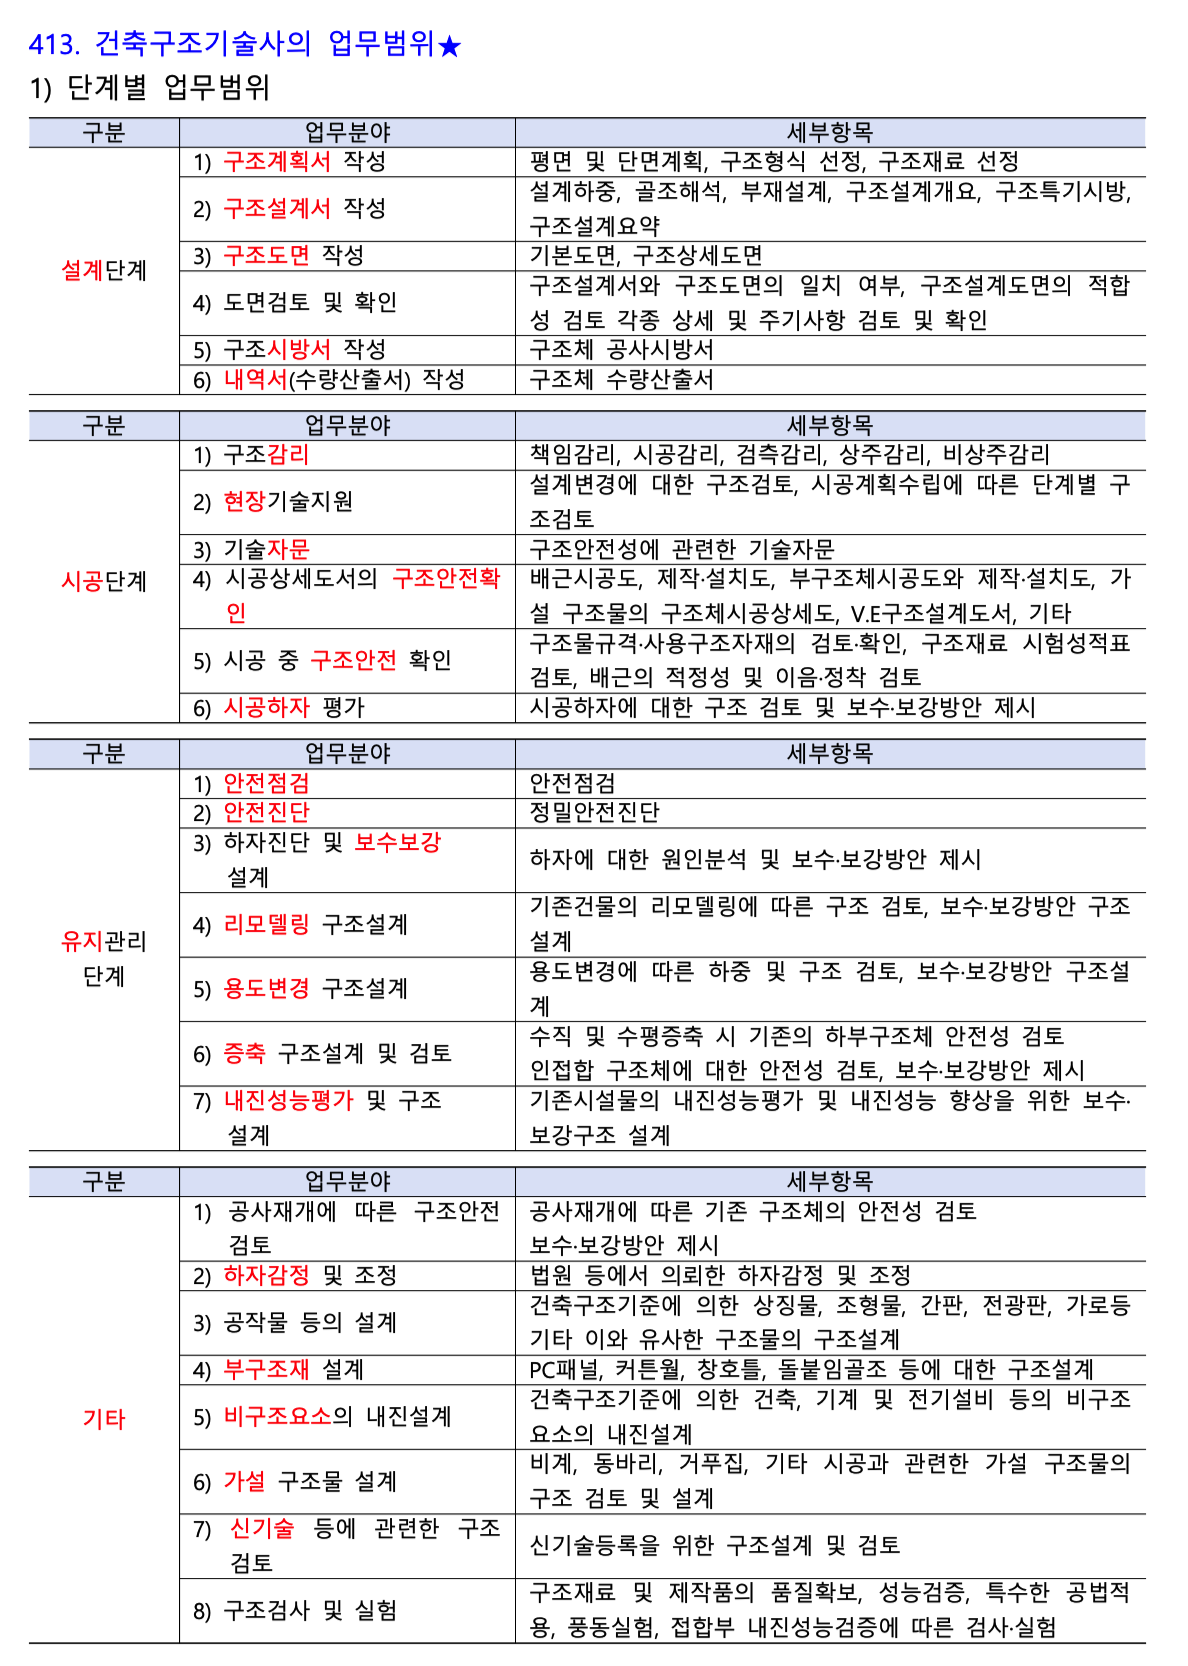 413. 건축구조기술사의 업무범위★
1) 단계별 업무범위
구분 업무분야 세부항목
설계단계
1) 구조계획서 작성 평면 및 단면계획, 구조형식 선정, 구조재료 선정
2) 구조설계서 작성 설계하중, 골조해석, 부재설계, 구조설계개요, 구조특기시방,
구조설계요약
3) 구조도면 작성 기본도면, 구조상세도면
4) 도면검토 및 확인 구조설계서와 구조도면의 일치 여부, 구조설계도면의 적합
성 검토 각종 상세 및 주기사항 검토 및 확인
5) 구조시방서 작성 구조체 공사시방서
6) 내역서(수량산출서) 작성 구조체 수량산출서
구분 업무분야 세부항목
시공단계
1) 구조감리 책임감리, 시공감리, 검측감리, 상주감리, 비상주감리
2) 현장기술지원 설계변경에 대한 구조검토, 시공계획수립에 따른 단계별 구
조검토
3) 기술자문 구조안전성에 관련한 기술자문
4) 시공상세도서의 구조안전확
인
배근시공도, 제작·설치도, 부구조체시공도와 제작·설치도, 가
설 구조물의 구조체시공상세도, V.E구조설계도서, 기타
5) 시공 중 구조안전 확인 구조물규격·사용구조자재의 검토·확인, 구조재료 시험성적표
검토, 배근의 적정성 및 이음·정착 검토
6) 시공하자 평가 시공하자에 대한 구조 검토 및 보수·보강방안 제시
구분 업무분야 세부항목
유지관리
단계
1) 안전점검 안전점검
2) 안전진단 정밀안전진단
3) 하자진단 및 보수보강
설계
하자에 대한 원인분석 및 보수·보강방안 제시
4) 리모델링 구조설계 기존건물의 리모델링에 따른 구조 검토, 보수·보강방안 구조
설계
5) 용도변경 구조설계 용도변경에 따른 하중 및 구조 검토, 보수·보강방안 구조설
계
6) 증축 구조설계 및 검토 수직 및 수평증축 시 기존의 하부구조체 안전성 검토
인접합 구조체에 대한 안전성 검토, 보수·보강방안 제시
7) 내진성능평가 및 구조
설계
기존시설물의 내진성능평가 및 내진성능 향상을 위한 보수·
보강구조 설계
구분 업무분야 세부항목
기타
1) 공사재개에 따른 구조안전
검토
공사재개에 따른 기존 구조체의 안전성 검토
보수·보강방안 제시
2) 하자감정 및 조정 법원 등에서 의뢰한 하자감정 및 조정
3) 공작물 등의 설계 건축구조기준에 의한 상징물, 조형물, 간판, 전광판, 가로등
기타 이와 유사한 구조물의 구조설계
4) 부구조재 설계 PC패널, 커튼월, 창호틀, 돌붙임골조 등에 대한 구조설계
5) 비구조요소의 내진설계 건축구조기준에 의한 건축, 기계 및 전기설비 등의 비구조
요소의 내진설계
6) 가설 구조물 설계 비계, 동바리, 거푸집, 기타 시공과 관련한 가설 구조물의
구조 검토 및 설계
7) 신기술 등에 관련한 구조
검토
신기술등록을 위한 구조설계 및 검토
8) 구조검사 및 실험 구조재료 및 제작품의 품질확보, 성능검증, 특수한 공법적
용, 풍동실험, 접합부 내진성능검증에 따른 검사·실험